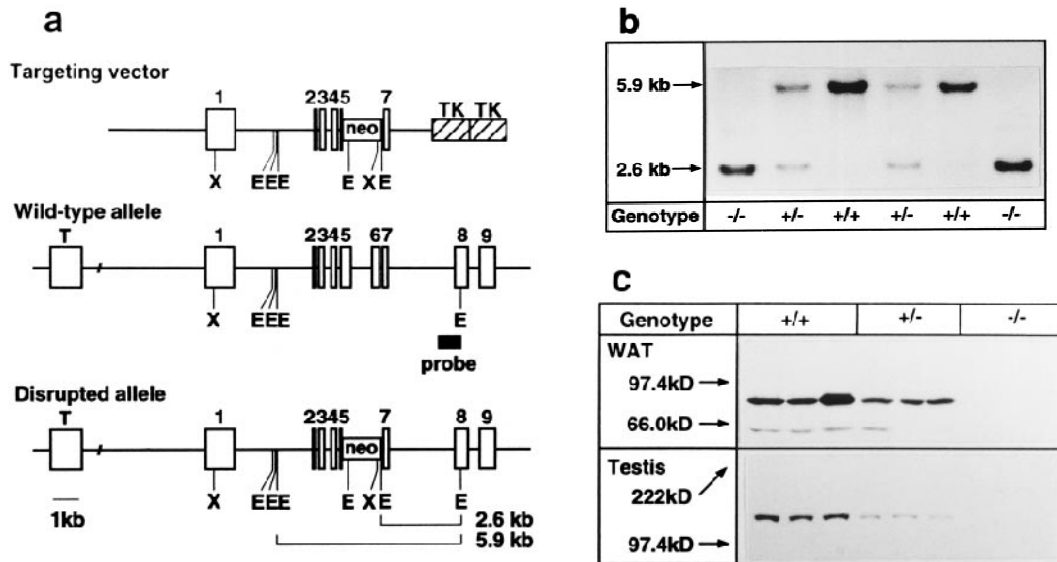 a
Targeting vector
1 2345 7 TK TK
neo
X EEE E X E
Wild-type allele
T 1 2345 67 8 9
X EEE E
probe
Disrupted allele
T 1 2345 7 8 9
neo
X EEE E X E E
1kb
2.6 kb
5.9 kb
b
5.9 kb
2.6 kb
Genotype -/- +/- +/+ +/- +/+ -/-
c
Genotype +/+ +/- -/-
WAT
97.4kD
66.0kD
Testis
222kD
97.4kD